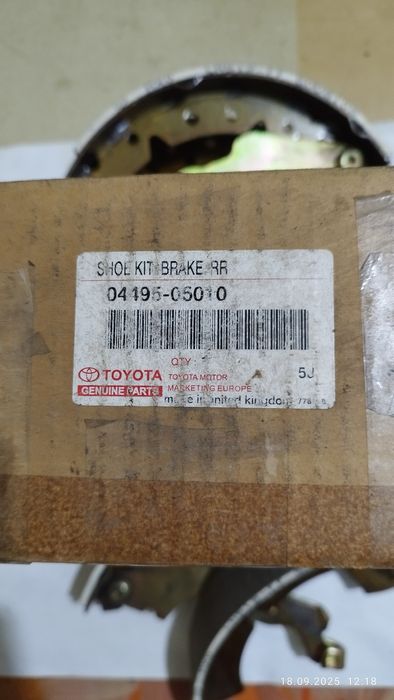 SHOE KIT, BRAKE, RR
04495-05010
QTY :
TOYOTA
GENUINE PARTS
TOYOTA MOTOR
MARKETING EUROPE
5J
made in united kingdom
18.09.2025 12:18